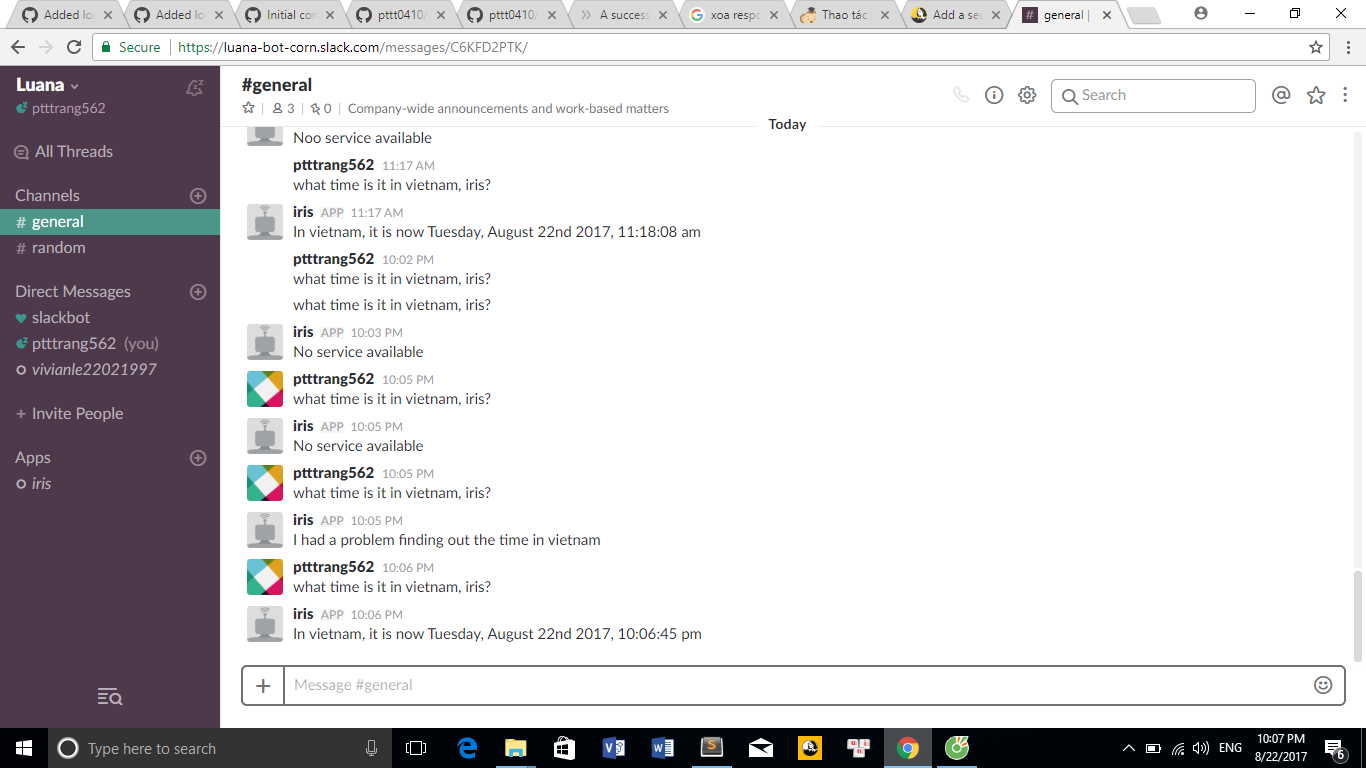 Added lo
Added lo
Initial con
pttt0410/
pttt0410/
A success
xoa respo
Thao tác
Add a sec
general |
Secure
https://luana-bot-corn.slack.com/messages/C6KFD2PTK/
Luana
ptttrang562
All Threads
Channels
# general
# random
Direct Messages
slackbot
ptttrang562 (you)
vivianle22021997
+ Invite People
Apps
iris
#general
3
0
Company-wide announcements and work-based matters
Search
Today
Noo service available
ptttrang562 11:17 AM
what time is it in vietnam, iris?
iris APP 11:17 AM
In vietnam, it is now Tuesday, August 22nd 2017, 11:18:08 am
ptttrang562 10:02 PM
what time is it in vietnam, iris?
what time is it in vietnam, iris?
iris APP 10:03 PM
No service available
ptttrang562 10:05 PM
what time is it in vietnam, iris?
iris APP 10:05 PM
No service available
ptttrang562 10:05 PM
what time is it in vietnam, iris?
iris APP 10:05 PM
I had a problem finding out the time in vietnam
ptttrang562 10:06 PM
what time is it in vietnam, iris?
iris APP 10:06 PM
In vietnam, it is now Tuesday, August 22nd 2017, 10:06:45 pm
Message #general
Type here to search
ENG
10:07 PM
8/22/2017
6